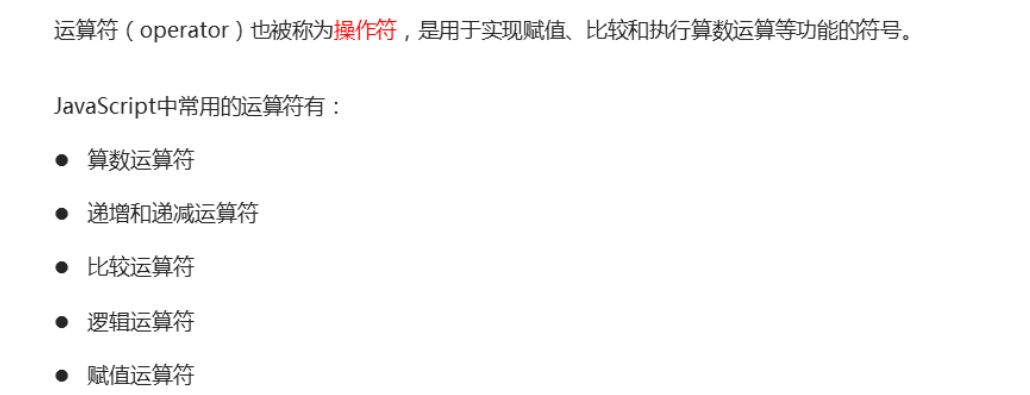 运算符（operator）也被称为操作符，是用于实现赋值、比较和执行算数运算等功能的符号。
JavaScript中常用的运算符有：
● 算数运算符
● 递增和递减运算符
● 比较运算符
● 逻辑运算符
● 赋值运算符